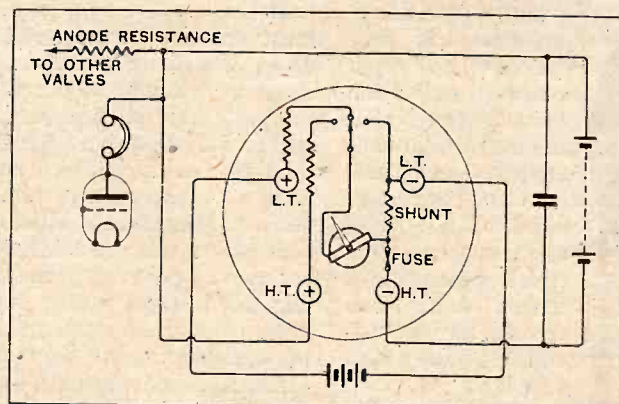 ANODE RESISTANCE
TO OTHER
VALVES
+
L.T.
L.T.
−
SHUNT
FUSE
H.T.
+
−
H.T.